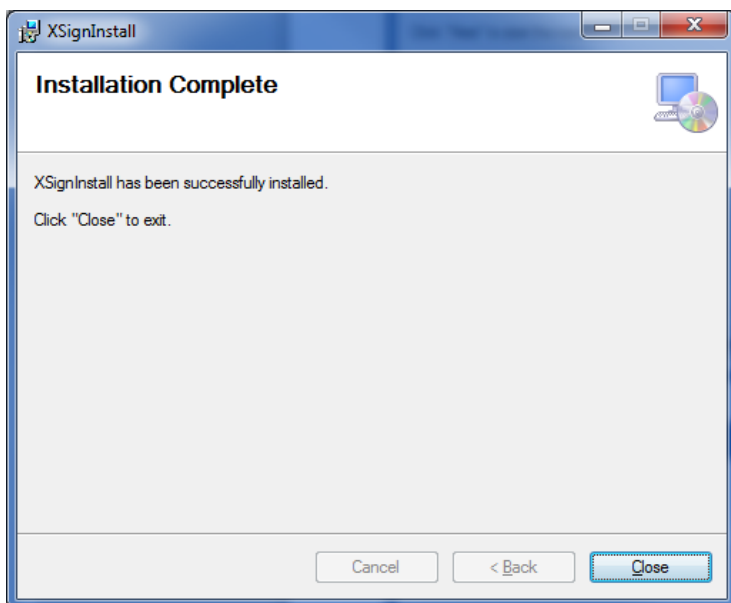 XSignInstall
Installation Complete
XSignInstall has been successfully installed.
Click "Close" to exit.
Cancel
< Back
Close